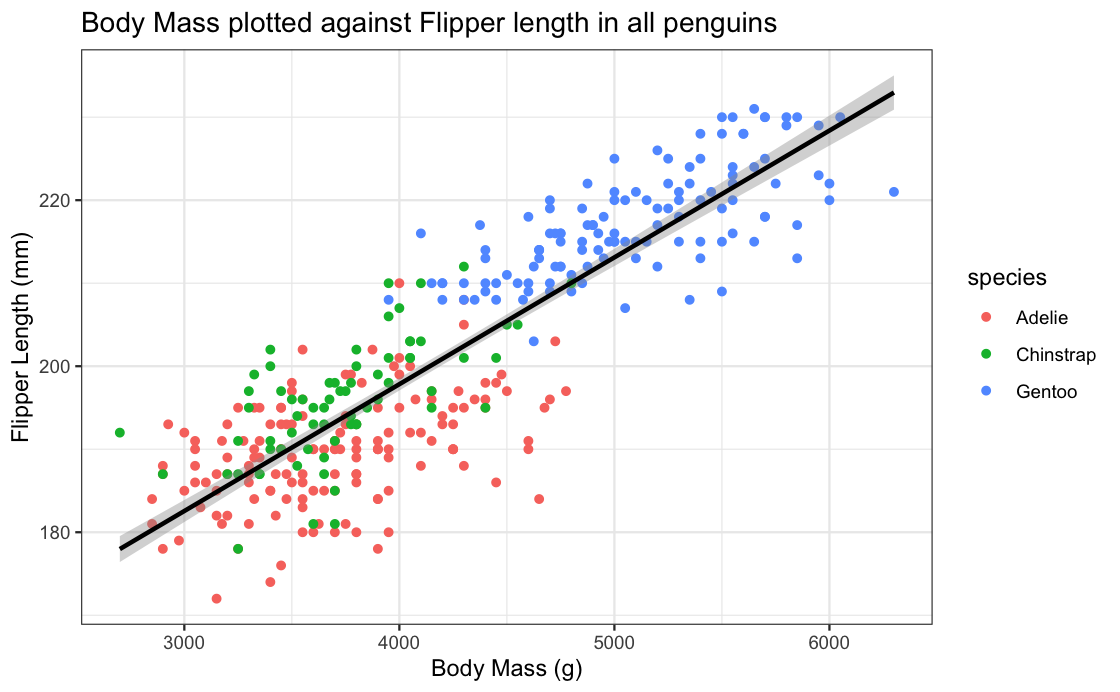 Body Mass plotted against Flipper length in all penguins
Flipper Length (mm)
220
200
180
3000
4000
5000
6000
Body Mass (g)
species
Adelie
Chinstrap
Gentoo